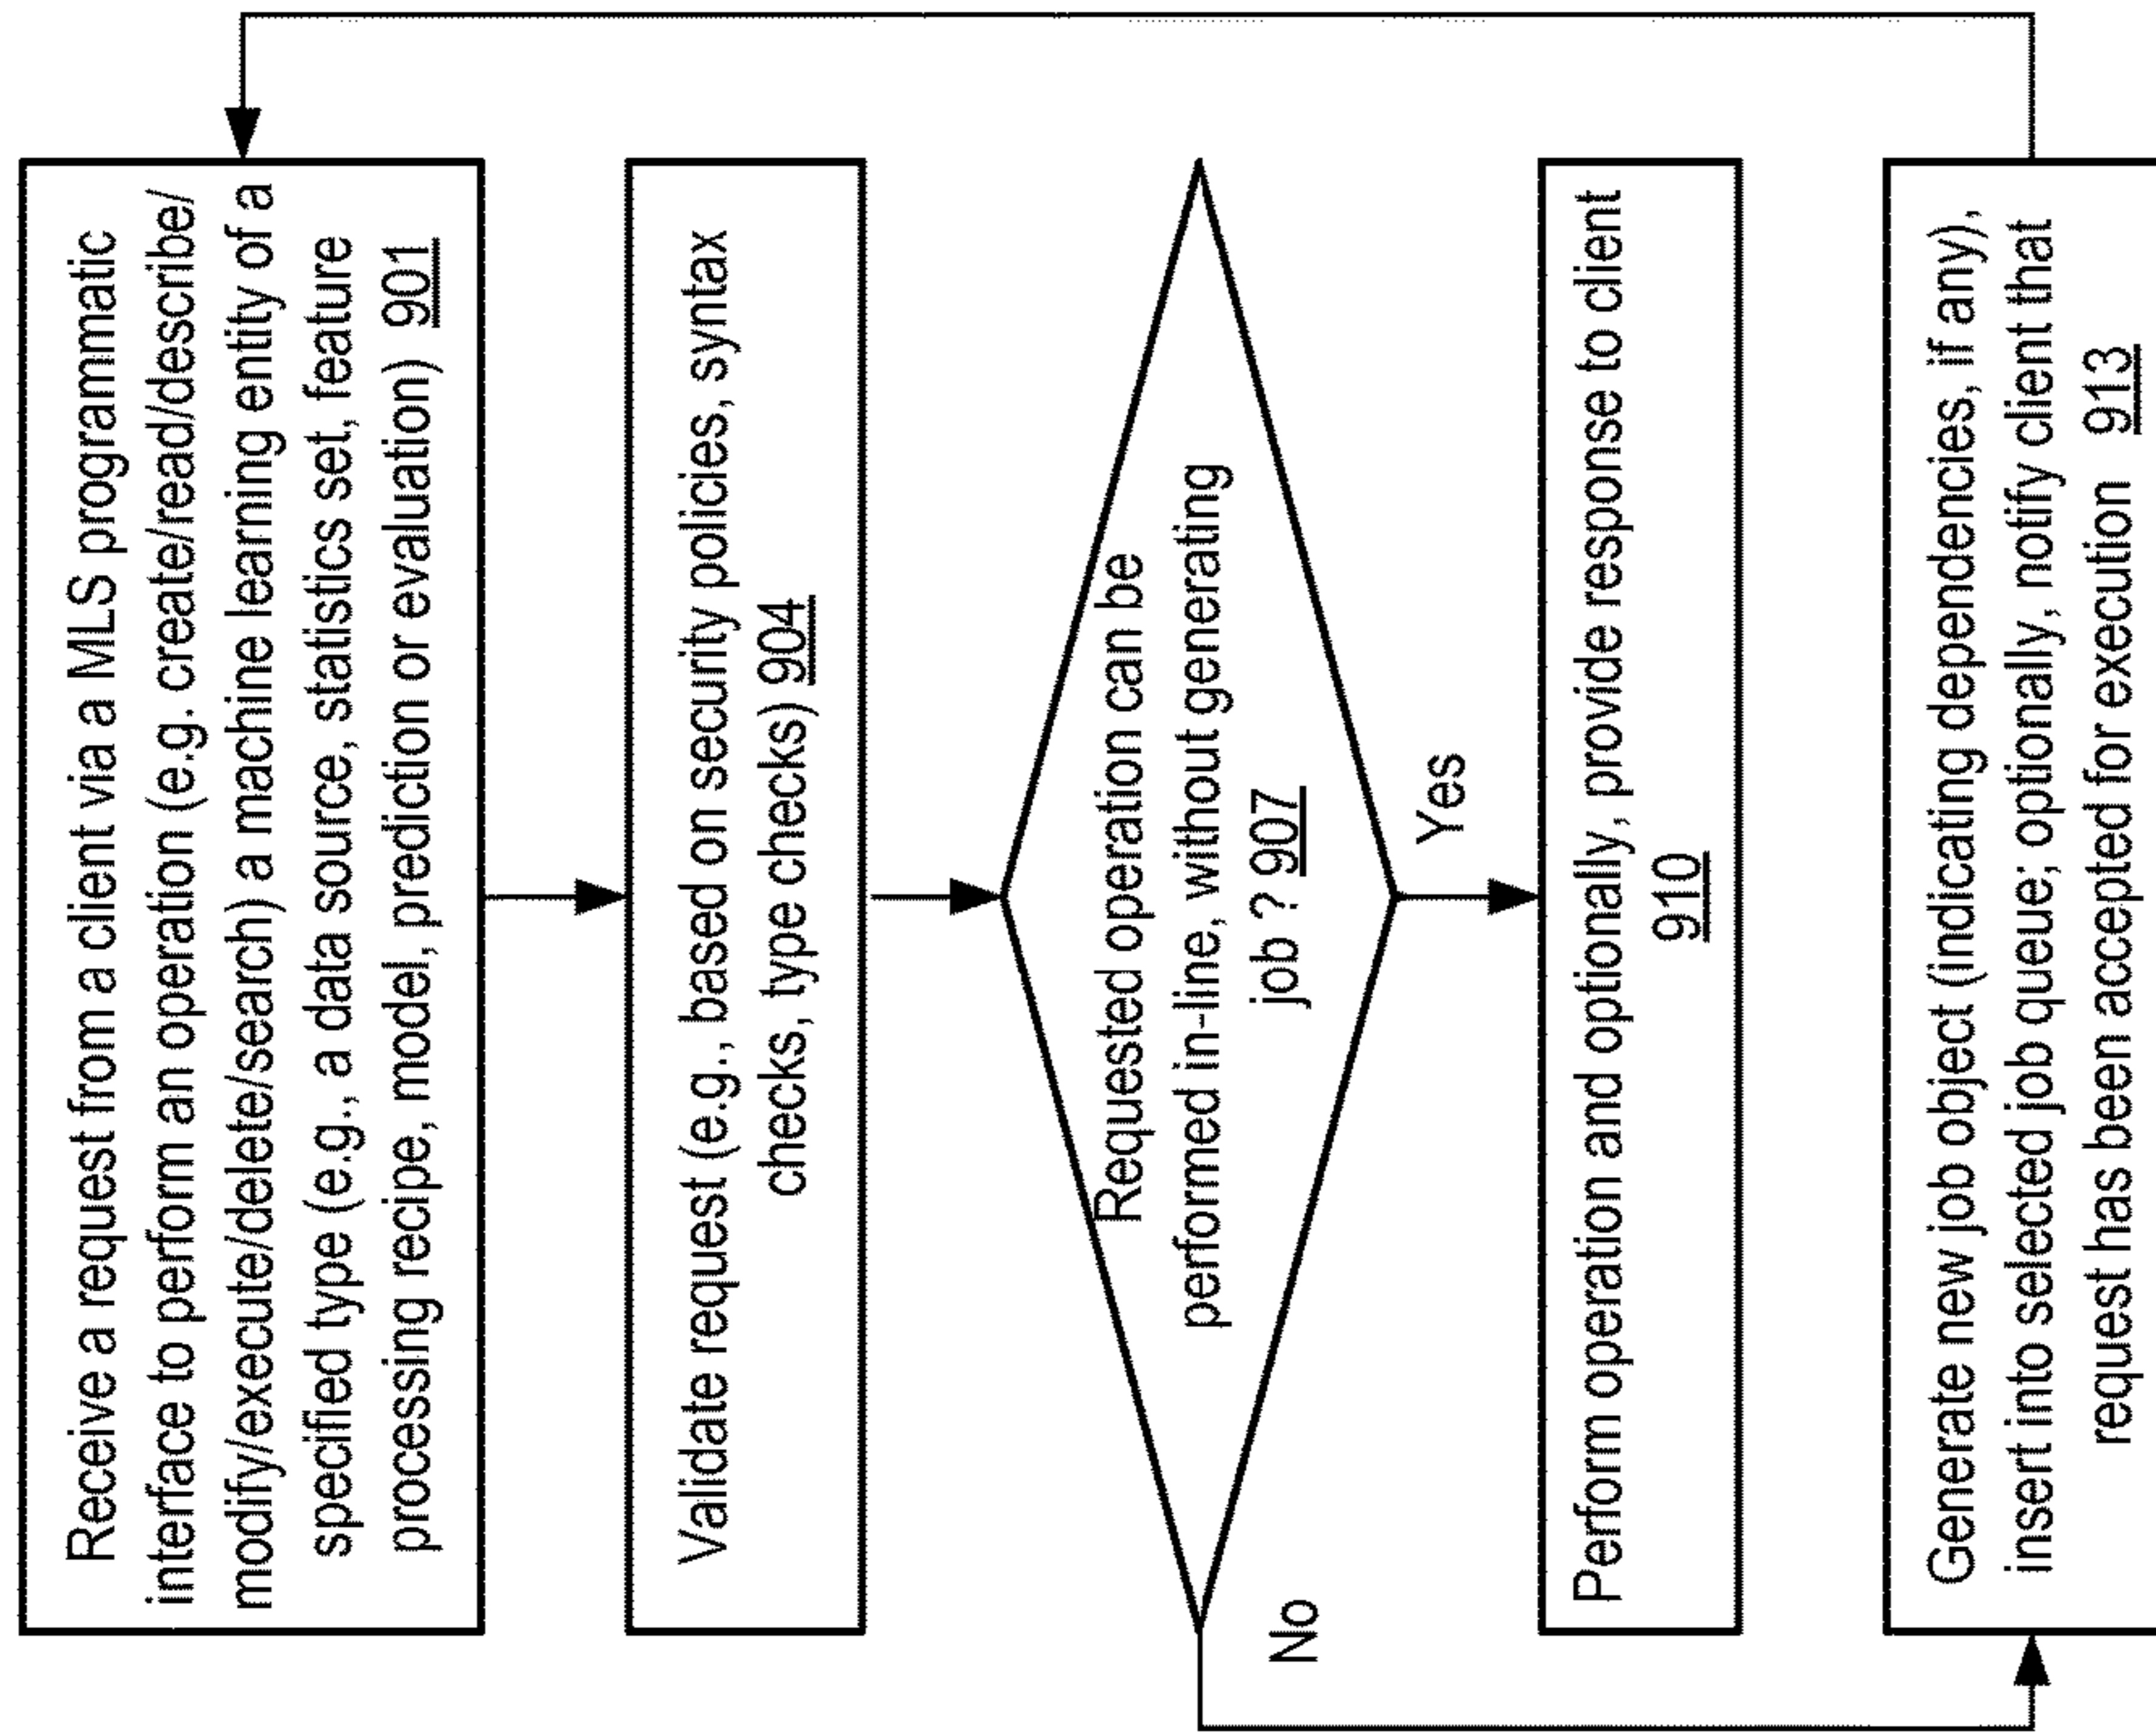 Receive a request from a client via a MLS programmatic
interface to perform an operation (e.g. create/read/describe/
modify/execute/delete/search) a machine learning entity of a
specified type (e.g., a data source, statistics set, feature
processing recipe, model, prediction or evaluation) 901
Validate request (e.g., based on security policies, syntax
checks, type checks) 904
Requested operation can be
performed in-line, without generating
job ? 907
Yes
No
Perform operation and optionally, provide response to client
910
Generate new job object (indicating dependencies, if any),
insert into selected job queue; optionally, notify client that
request has been accepted for execution 913